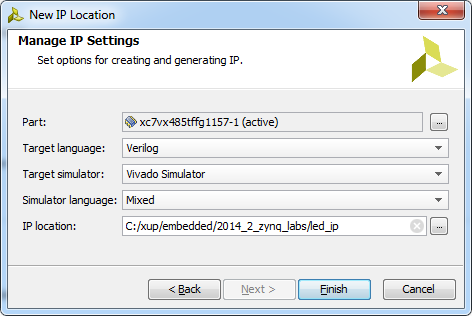 New IP Location
Manage IP Settings
Set options for creating and generating IP.
Part: xc7vx485tffg1157-1 (active) ...
Target language: Verilog
Target simulator: Vivado Simulator
Simulator language: Mixed
IP location: C:/xup/embedded/2014_2_zynq_labs/led_ip ...
< Back Next > Finish Cancel